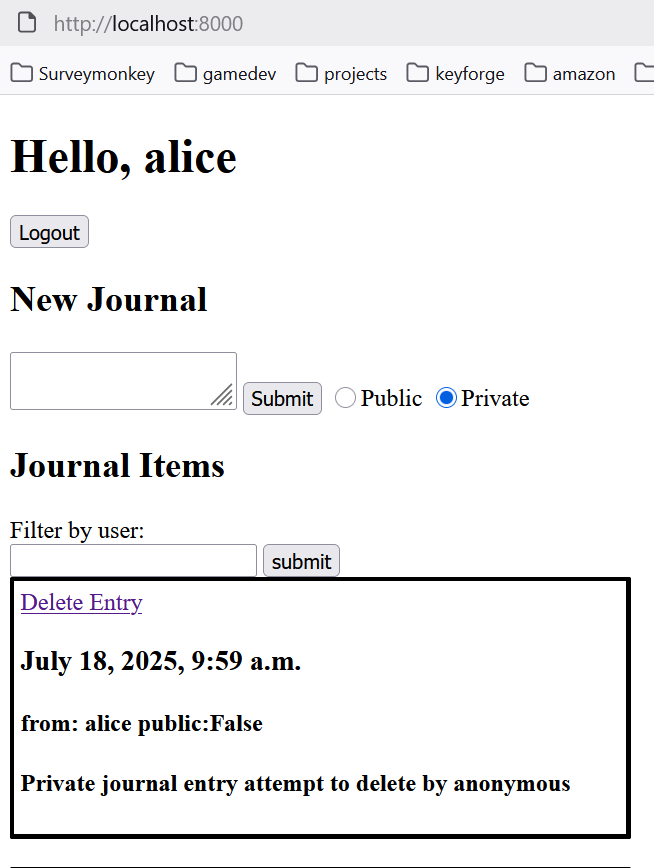 http://localhost:8000
Surveymonkey gamedev projects keyforge amazon
Hello, alice
Logout
New Journal
Submit Public Private
Journal Items
Filter by user:
submit
Delete Entry
July 18, 2025, 9:59 a.m.
from: alice public:False
Private journal entry attempt to delete by anonymous